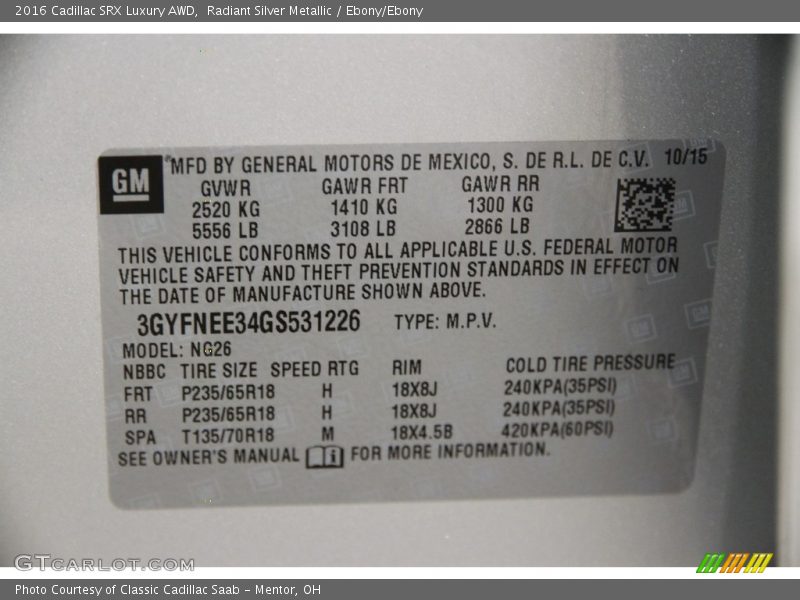 2016 Cadillac SRX Luxury AWD,  Radiant Silver Metallic / Ebony/Ebony
GM ® MFD BY GENERAL MOTORS DE MEXICO, S. DE R.L. DE C.V. 10/15
GVWR GAWR FRT GAWR RR
2520 KG 1410 KG 1300 KG
5556 LB 3108 LB 2866 LB
THIS VEHICLE CONFORMS TO ALL APPLICABLE U.S. FEDERAL MOTOR
VEHICLE SAFETY AND THEFT PREVENTION STANDARDS IN EFFECT ON
THE DATE OF MANUFACTURE SHOWN ABOVE.
3GYFNEE34GS531226 TYPE: M.P.V.
MODEL: NG26
NBBC TIRE SIZE SPEED RTG RIM COLD TIRE PRESSURE
FRT P235/65R18 H 18X8J 240KPA(35PSI)
RR P235/65R18 H 18X8J 240KPA(35PSI)
SPA T135/70R18 M 18X4.5B 420KPA(60PSI)
SEE OWNER'S MANUAL i FOR MORE INFORMATION.
GTCARLOT.COM
Photo Courtesy of Classic Cadillac Saab - Mentor, OH